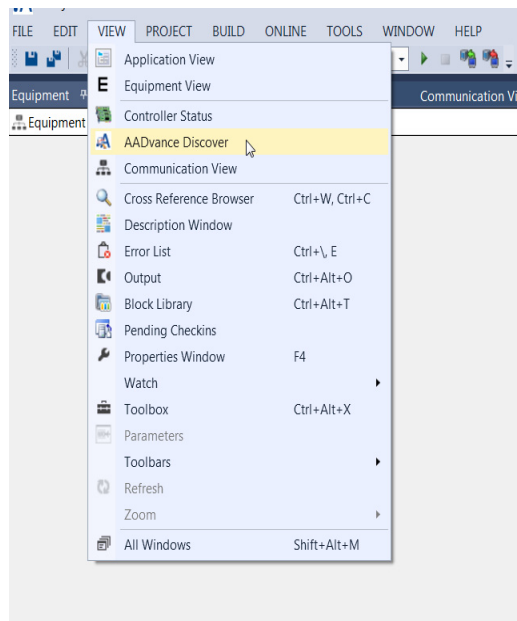 FILE EDIT VIEW PROJECT BUILD ONLINE TOOLS WINDOW HELP
Equipment
Communication Vi
Equipment
Application View
E Equipment View
Controller Status
AADvance Discover
Communication View
Cross Reference Browser Ctrl+W, Ctrl+C
Description Window
Error List Ctrl+\, E
Output Ctrl+Alt+O
Block Library Ctrl+Alt+T
Pending Checkins
Properties Window F4
Watch
Toolbox Ctrl+Alt+X
Parameters
Toolbars
Refresh
Zoom
All Windows Shift+Alt+M